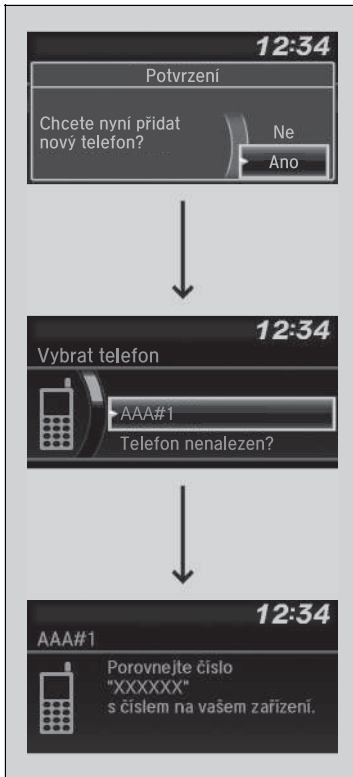 12:34
Potvrzení
Chcete nyní přidat
nový telefon?
Ne
Ano
12:34
Vybrat telefon
AAA#1
Telefon nenalezen?
12:34
AAA#1
Porovnejte číslo
"XXXXXX"
s číslem na vašem zařízení.